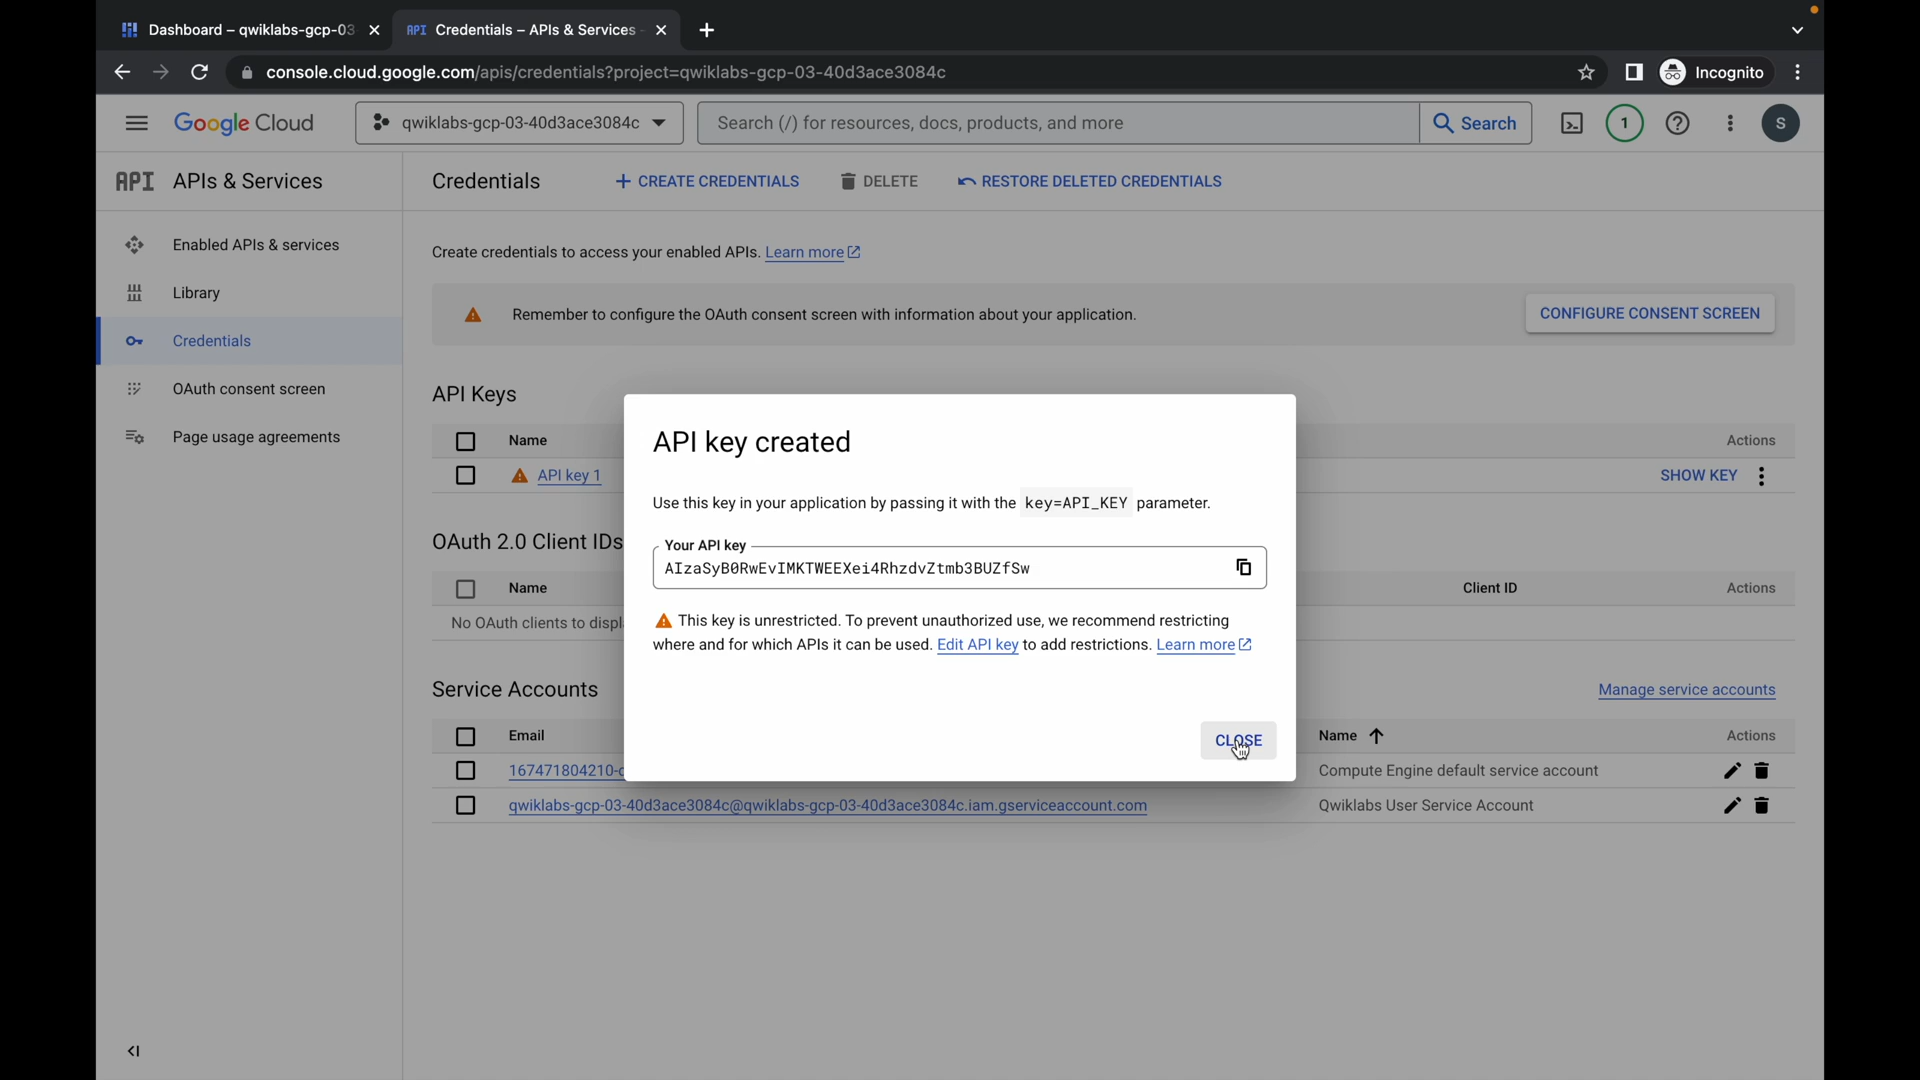 Dashboard – qwiklabs-gcp-03
Credentials – APIs & Services
console.cloud.google.com/apis/credentials?project=qwiklabs-gcp-03-40d3ace3084c
Incognito
Google Cloud
qwiklabs-gcp-03-40d3ace3084c
Search (/) for resources, docs, products, and more
Search
1
S
API APIs & Services
Credentials
CREATE CREDENTIALS
DELETE
RESTORE DELETED CREDENTIALS
Enabled APIs & services
Library
Credentials
OAuth consent screen
Page usage agreements
Create credentials to access your enabled APIs. Learn more
Remember to configure the OAuth consent screen with information about your application.
CONFIGURE CONSENT SCREEN
API Keys
Name
Actions
API key 1
SHOW KEY
OAuth 2.0 Client IDs
Name
Client ID
Actions
No OAuth clients to displ
Service Accounts
Manage service accounts
Email
Name
Actions
167471804210-c
Compute Engine default service account
qwiklabs-gcp-03-40d3ace3084c@qwiklabs-gcp-03-40d3ace3084c.iam.gserviceaccount.com
Qwiklabs User Service Account
API key created
Use this key in your application by passing it with the key=API_KEY parameter.
Your API key
AIzaSyB0RwEvIMKTWEEXei4RhzdvZtmb3BUZfSw
This key is unrestricted. To prevent unauthorized use, we recommend restricting
where and for which APIs it can be used. Edit API key to add restrictions. Learn more
CLOSE